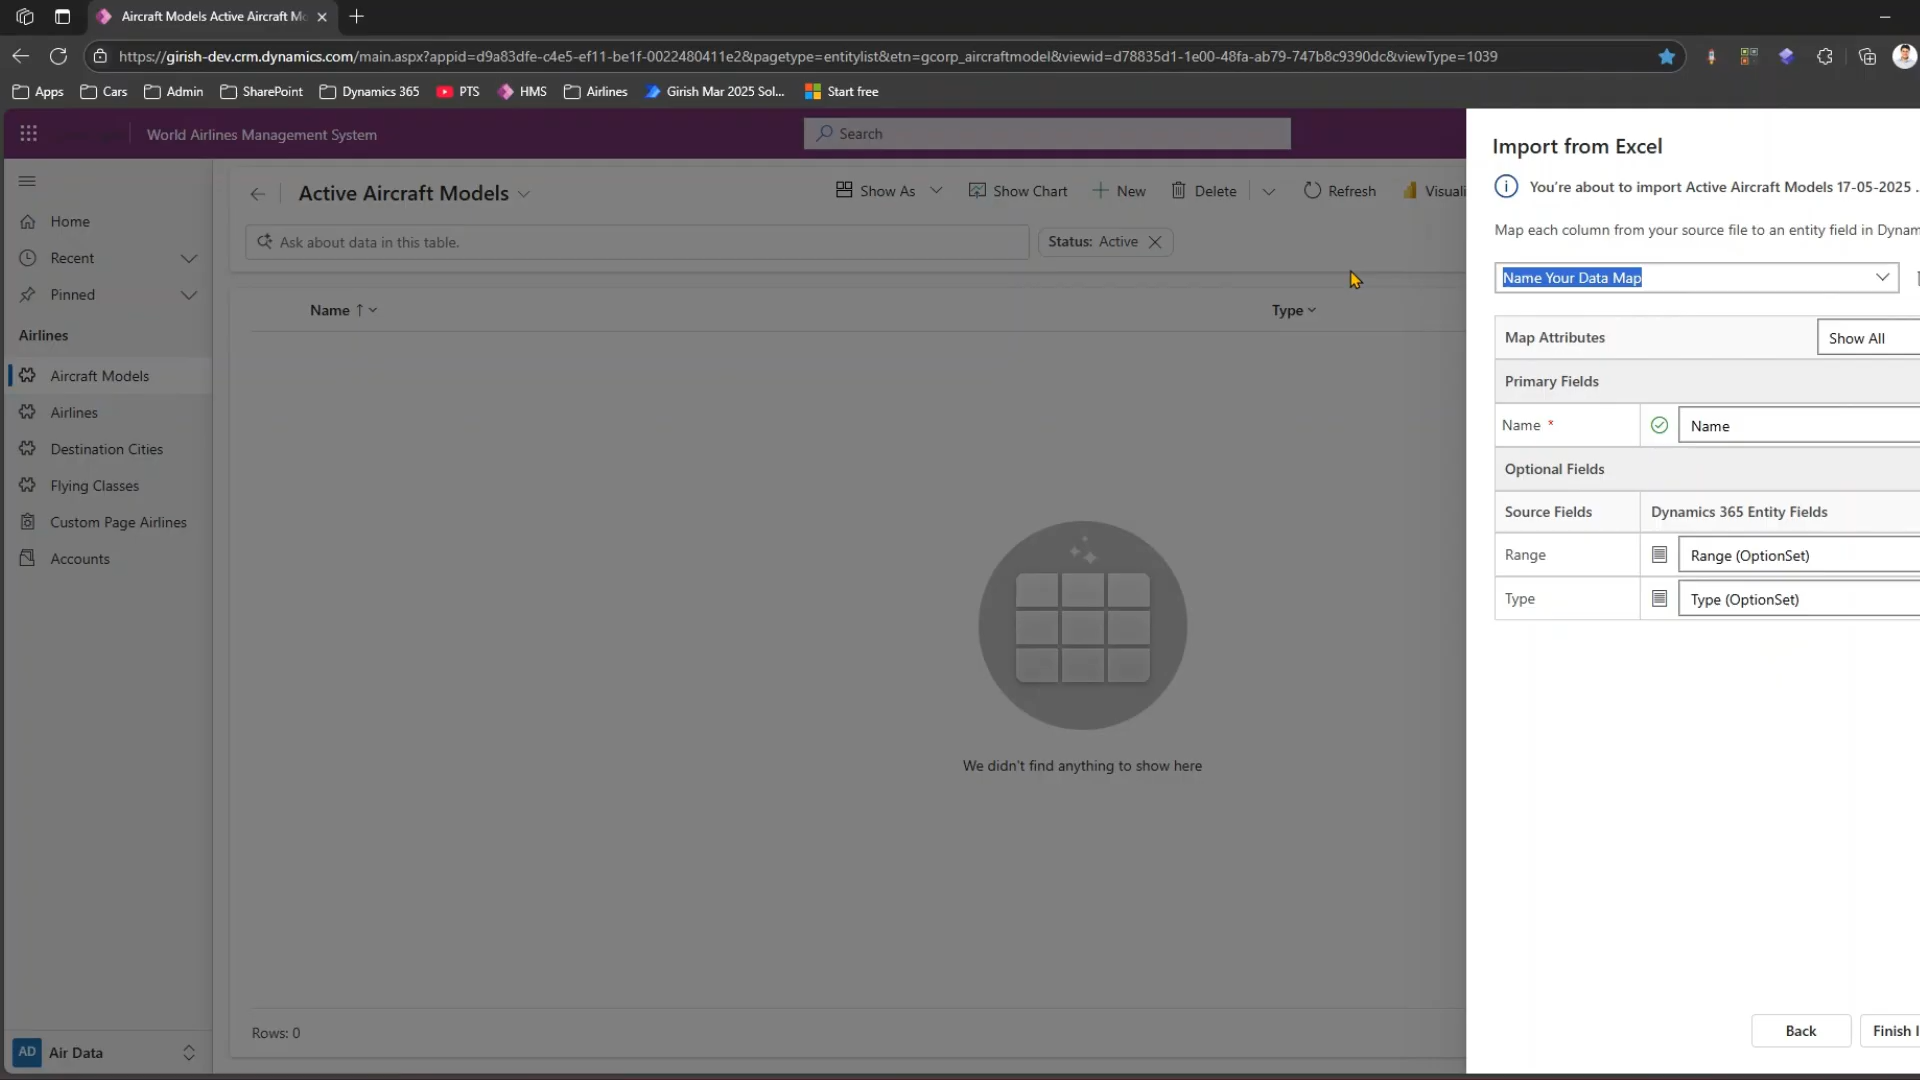 Aircraft Models Active Aircraft Mo
https://girish-dev.crm.dynamics.com/main.aspx?appid=d9a83dfe-c4e5-ef11-be1f-0022480411e2&pagetype=entitylist&etn=gcorp_aircraftmodel&viewid=d78835d1-1e00-48fa-ab79-747b8c9390dc&viewType=1039
Apps Cars Admin SharePoint Dynamics 365 PTS HMS Airlines Girish Mar 2025 Sol... Start free
World Airlines Management System
Search
Home
Recent
Pinned
Airlines
Aircraft Models
Airlines
Destination Cities
Flying Classes
Custom Page Airlines
Accounts
AD Air Data
Active Aircraft Models
Show As Show Chart New Delete Refresh Visuali
Ask about data in this table.
Status: Active
Name ↑ Type
We didn't find anything to show here
Rows: 0
Import from Excel
You're about to import Active Aircraft Models 17-05-2025 .
Map each column from your source file to an entity field in Dynam
Name Your Data Map
Map Attributes Show All
Primary Fields
Name * Name
Optional Fields
Source Fields Dynamics 365 Entity Fields
Range Range (OptionSet)
Type Type (OptionSet)
Back Finish I